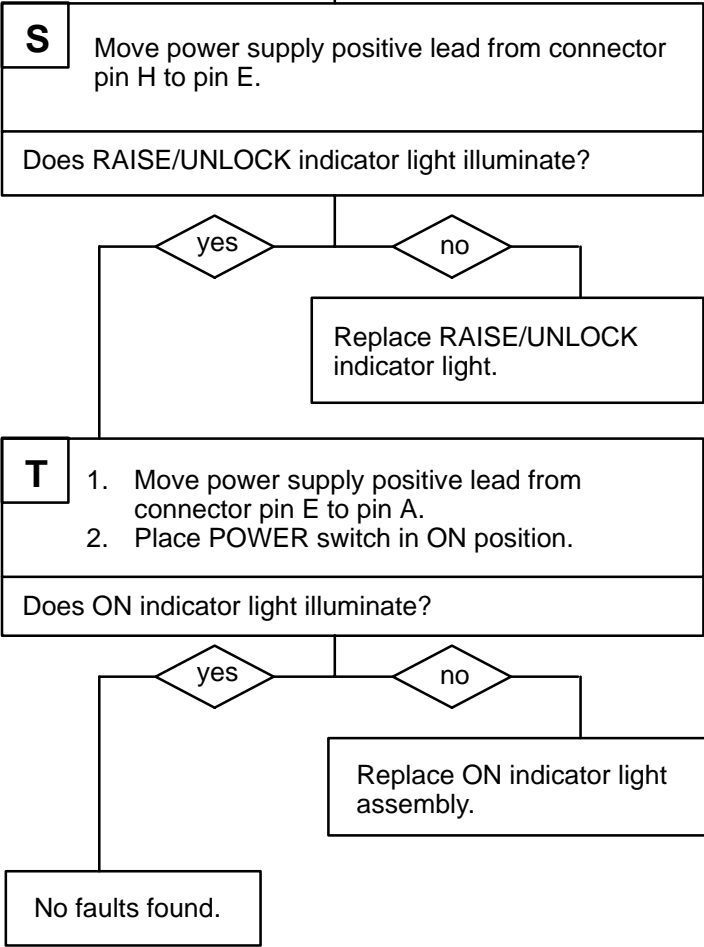 S
Move power supply positive lead from connector
pin H to pin E.
Does RAISE/UNLOCK indicator light illuminate?
yes
no
Replace RAISE/UNLOCK
indicator light.
T
1. Move power supply positive lead from
connector pin E to pin A.
2. Place POWER switch in ON position.
Does ON indicator light illuminate?
yes
no
Replace ON indicator light
assembly.
No faults found.